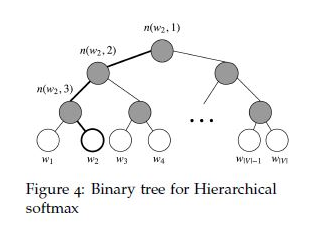 n(w₂, 1)
n(w₂, 2)
n(w₂, 3)
...
w₁ w₂ w₃ w₄ w|V|−1 w|V|
Figure 4: Binary tree for Hierarchical
softmax